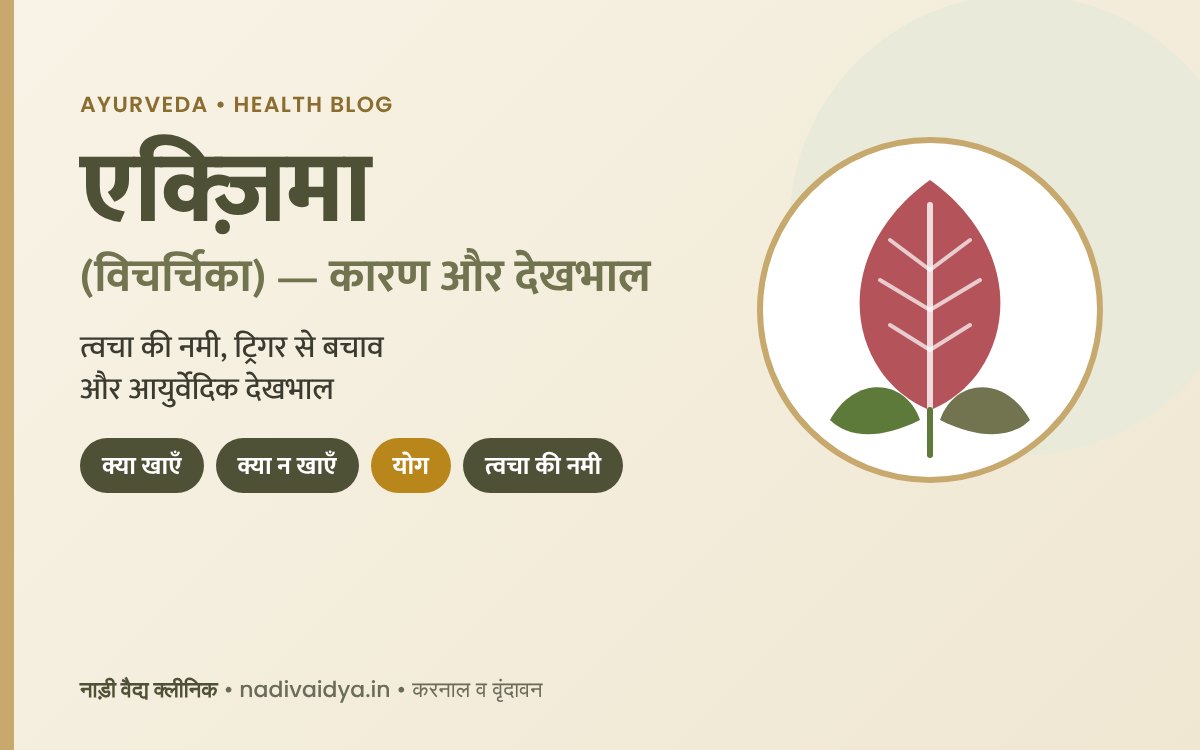 AYURVEDA • HEALTH BLOG
एक्ज़िमा
(विचर्चिका) — कारण और देखभाल
त्वचा की नमी, ट्रिगर से बचाव
और आयुर्वेदिक देखभाल
क्या खाएँ क्या न खाएँ योग त्वचा की नमी
नाड़ी वैद्य क्लीनिक • nadivaidya.in • करनाल व वृंदावन